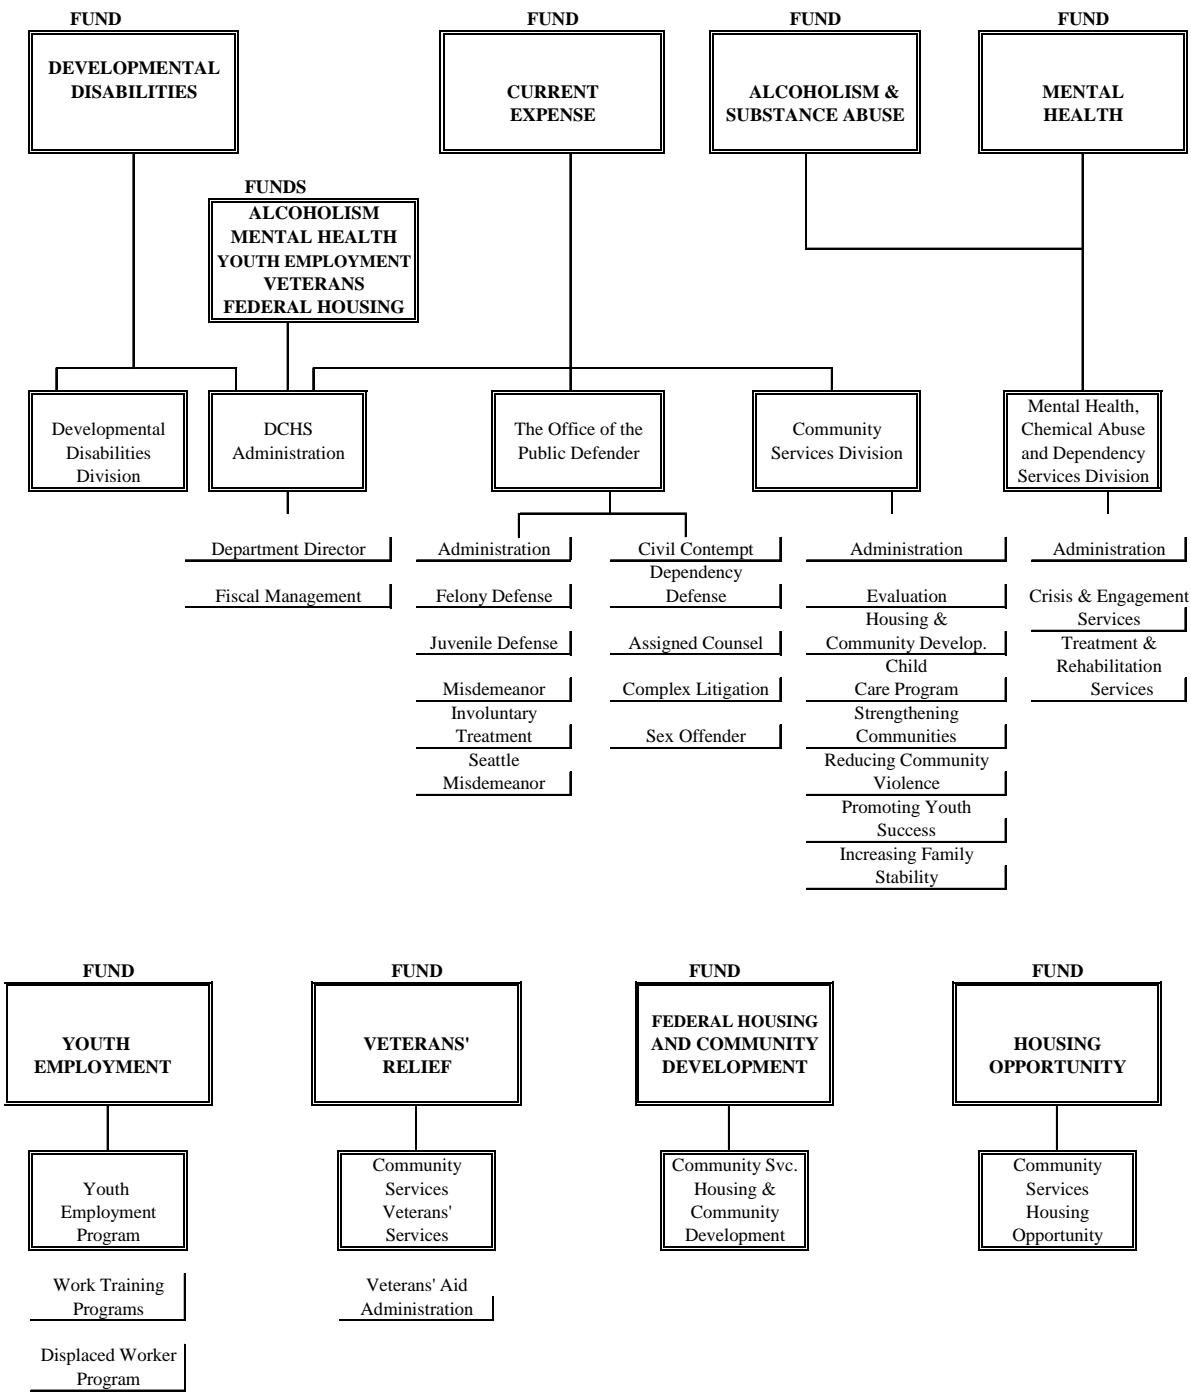 FUND
DEVELOPMENTAL
DISABILITIES
FUND
CURRENT
EXPENSE
FUND
ALCOHOLISM &
SUBSTANCE ABUSE
FUND
MENTAL
HEALTH
FUNDS
ALCOHOLISM
MENTAL HEALTH
YOUTH EMPLOYMENT
VETERANS
FEDERAL HOUSING
Developmental
Disabilities
Division
DCHS
Administration
The Office of the
Public Defender
Community
Services Division
Mental Health,
Chemical Abuse
and Dependency
Services Division
Department Director
Fiscal Management
Administration
Felony Defense
Juvenile Defense
Misdemeanor
Involuntary
Treatment
Seattle
Misdemeanor
Civil Contempt
Dependency
Defense
Assigned Counsel
Complex Litigation
Sex Offender
Administration
Evaluation
Housing &
Community Develop.
Child
Care Program
Strengthening
Communities
Reducing Community
Violence
Promoting Youth
Success
Increasing Family
Stability
Administration
Crisis & Engagement
Services
Treatment &
Rehabilitation
Services
FUND
YOUTH
EMPLOYMENT
Youth
Employment
Program
Work Training
Programs
Displaced Worker
Program
FUND
VETERANS'
RELIEF
Community
Services
Veterans'
Services
Veterans' Aid
Administration
FUND
FEDERAL HOUSING
AND COMMUNITY
DEVELOPMENT
Community Svc.
Housing &
Community
Development
FUND
HOUSING
OPPORTUNITY
Community
Services
Housing
Opportunity